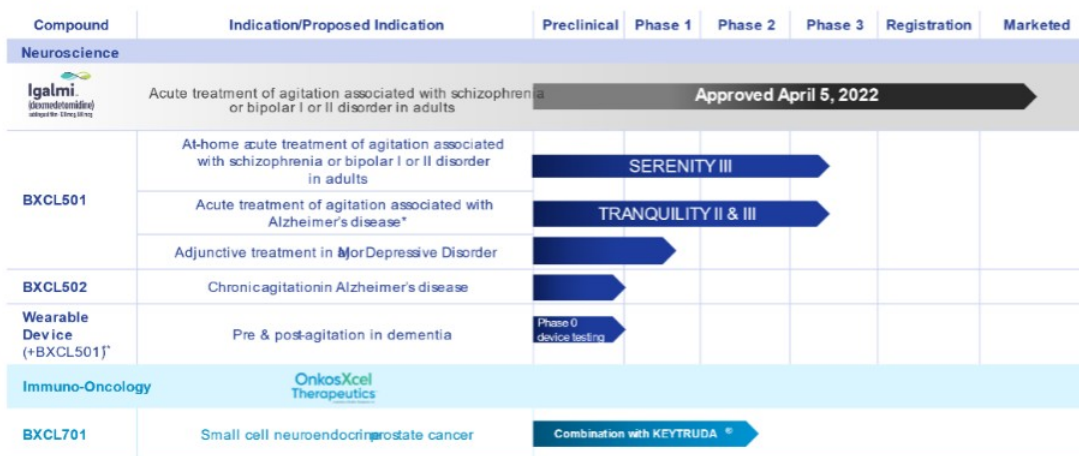 Compound Indication/Proposed Indication Preclinical Phase 1 Phase 2 Phase 3 Registration Marketed
Neuroscience
Igalmi
(dexmedetomidine)
Acute treatment of agitation associated with schizophrenia
or bipolar I or II disorder in adults
Approved April 5, 2022
BXCL501
At-home acute treatment of agitation associated
with schizophrenia or bipolar I or II disorder
in adults
SERENITY III
Acute treatment of agitation associated with
Alzheimer's disease*
TRANQUILITY II & III
Adjunctive treatment in Major Depressive Disorder
BXCL502
Chronic agitation in Alzheimer's disease
Wearable
Device
(+BXCL501)**
Pre & post-agitation in dementia
Phase 0
device testing
Immuno-Oncology
OnkosXcel
Therapeutics
BXCL701
Small cell neuroendocrine prostate cancer
Combination with KEYTRUDA ®